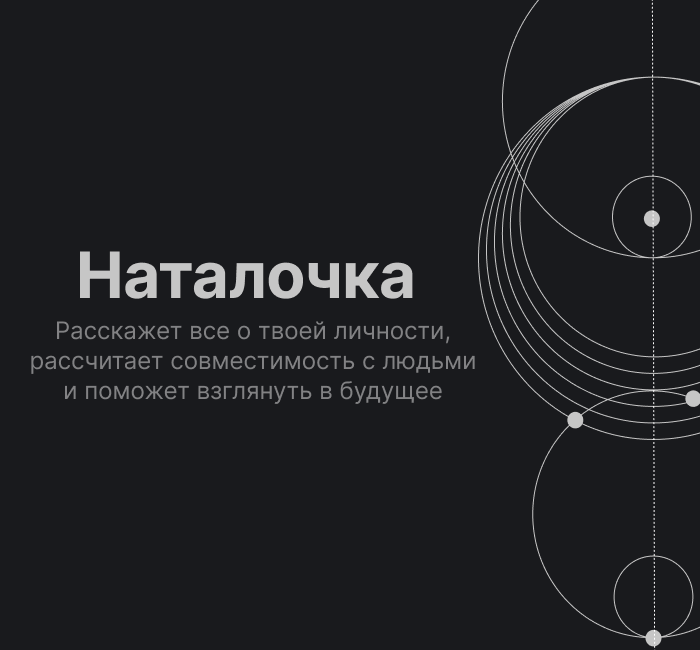 Наталочка
Расскажет все о твоей личности,
рассчитает совместимость с людьми
и поможет взглянуть в будущее